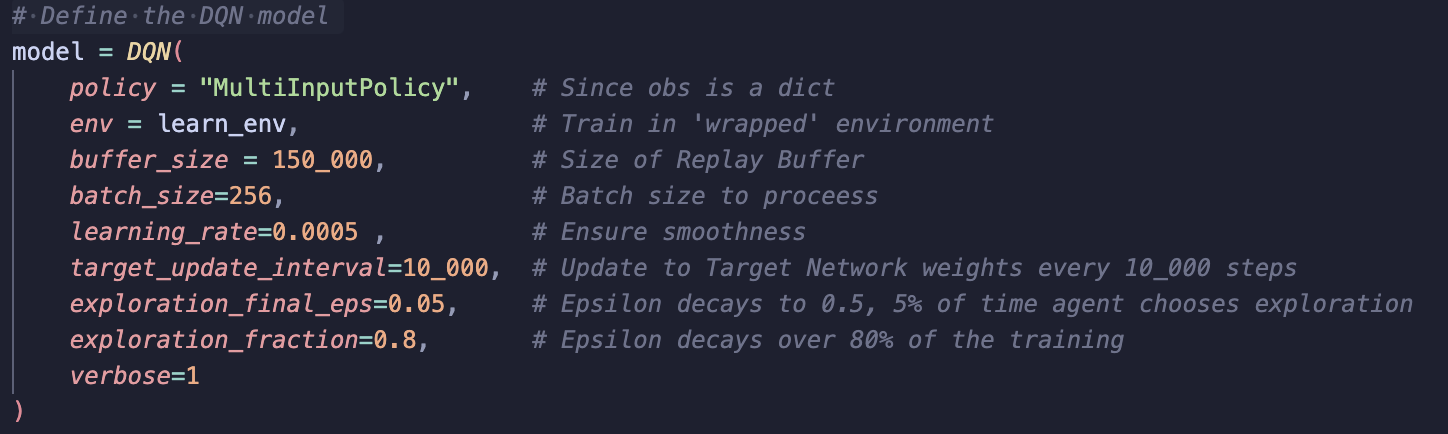 # Define the DQN model
model = DQN(
    policy = "MultiInputPolicy",    # Since obs is a dict
    env = learn_env,                # Train in 'wrapped' environment
    buffer_size = 150_000,          # Size of Replay Buffer
    batch_size=256,                 # Batch size to proceess
    learning_rate=0.0005 ,          # Ensure smoothness
    target_update_interval=10_000,  # Update to Target Network weights every 10_000 steps
    exploration_final_eps=0.05,     # Epsilon decays to 0.5, 5% of time agent chooses exploration
    exploration_fraction=0.8,       # Epsilon decays over 80% of the training
    verbose=1
)